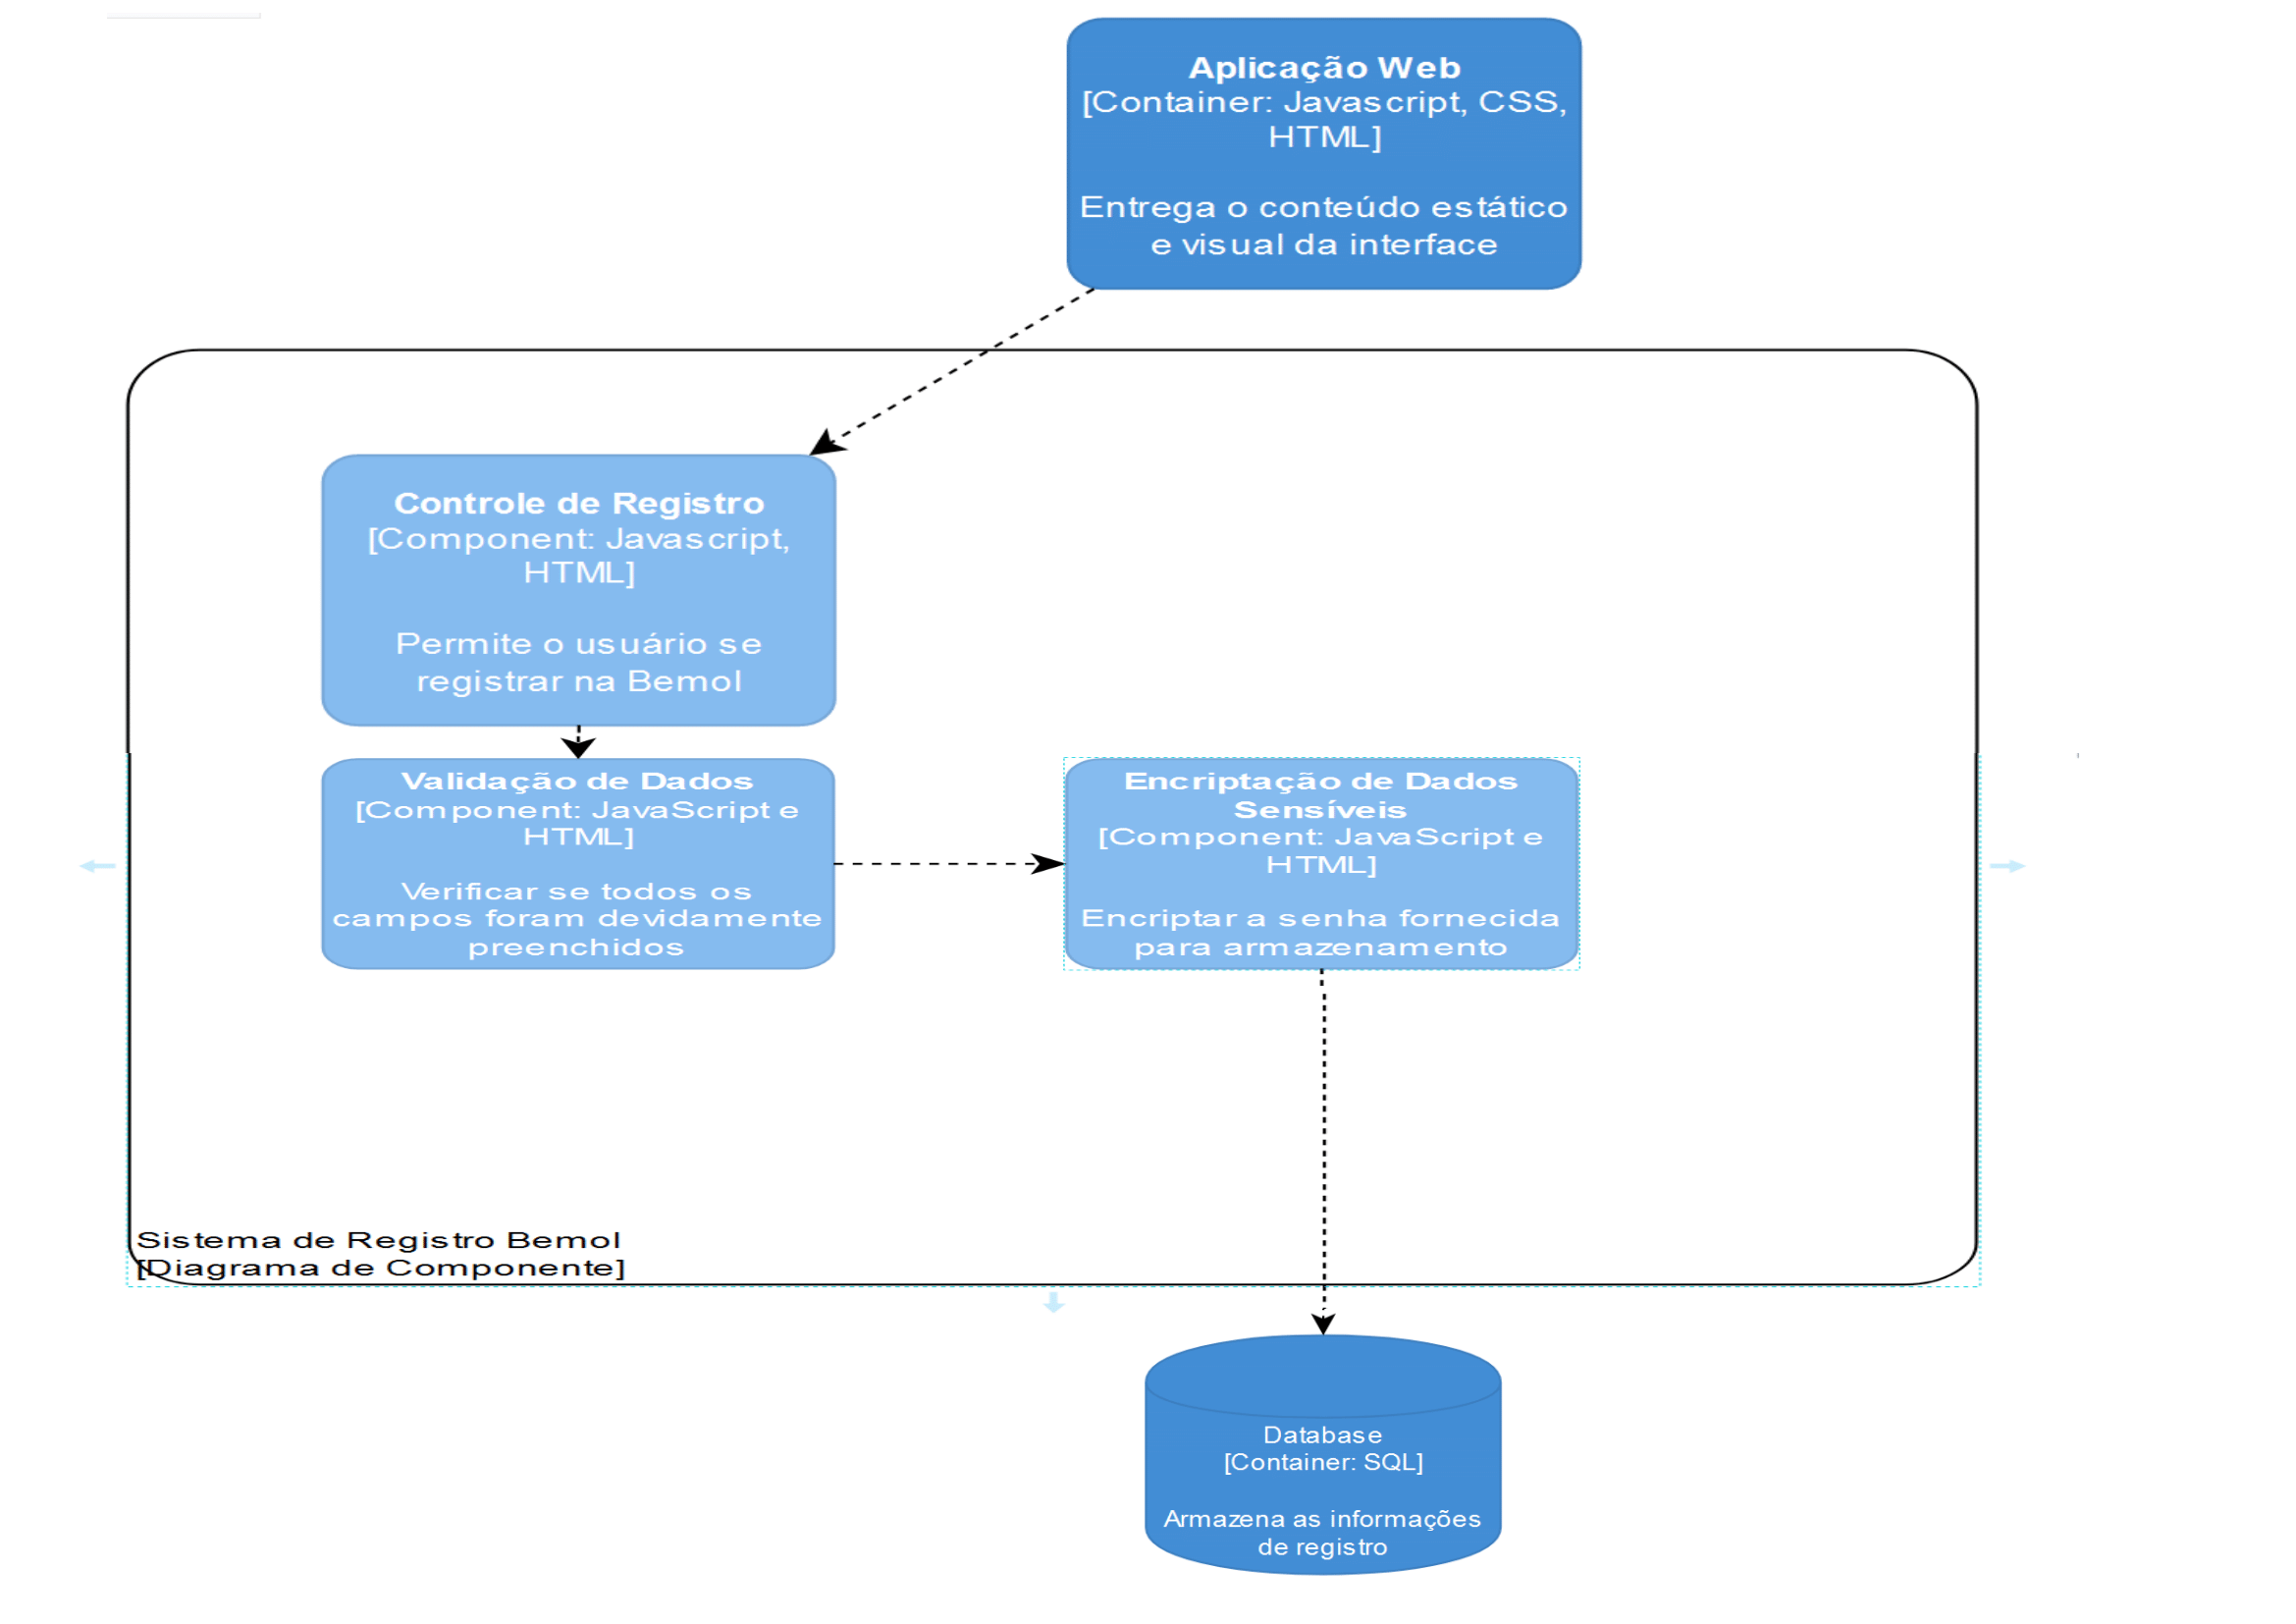 Aplicação Web
[Container: Javascript, CSS,
HTML]
Entrega o conteúdo estático
e visual da interface
Controle de Registro
[Component: Javascript,
HTML]
Permite o usuário se
registrar na Bemol
Validação de Dados
[Component: JavaScript e
HTML]
Verificar se todos os
campos foram devidamente
preenchidos
Encriptação de Dados
Sensíveis
[Component: JavaScript e
HTML]
Encriptar a senha fornecida
para armazenamento
Sistema de Registro Bemol
[Diagrama de Componente]
Database
[Container: SQL]
Armazena as informações
de registro